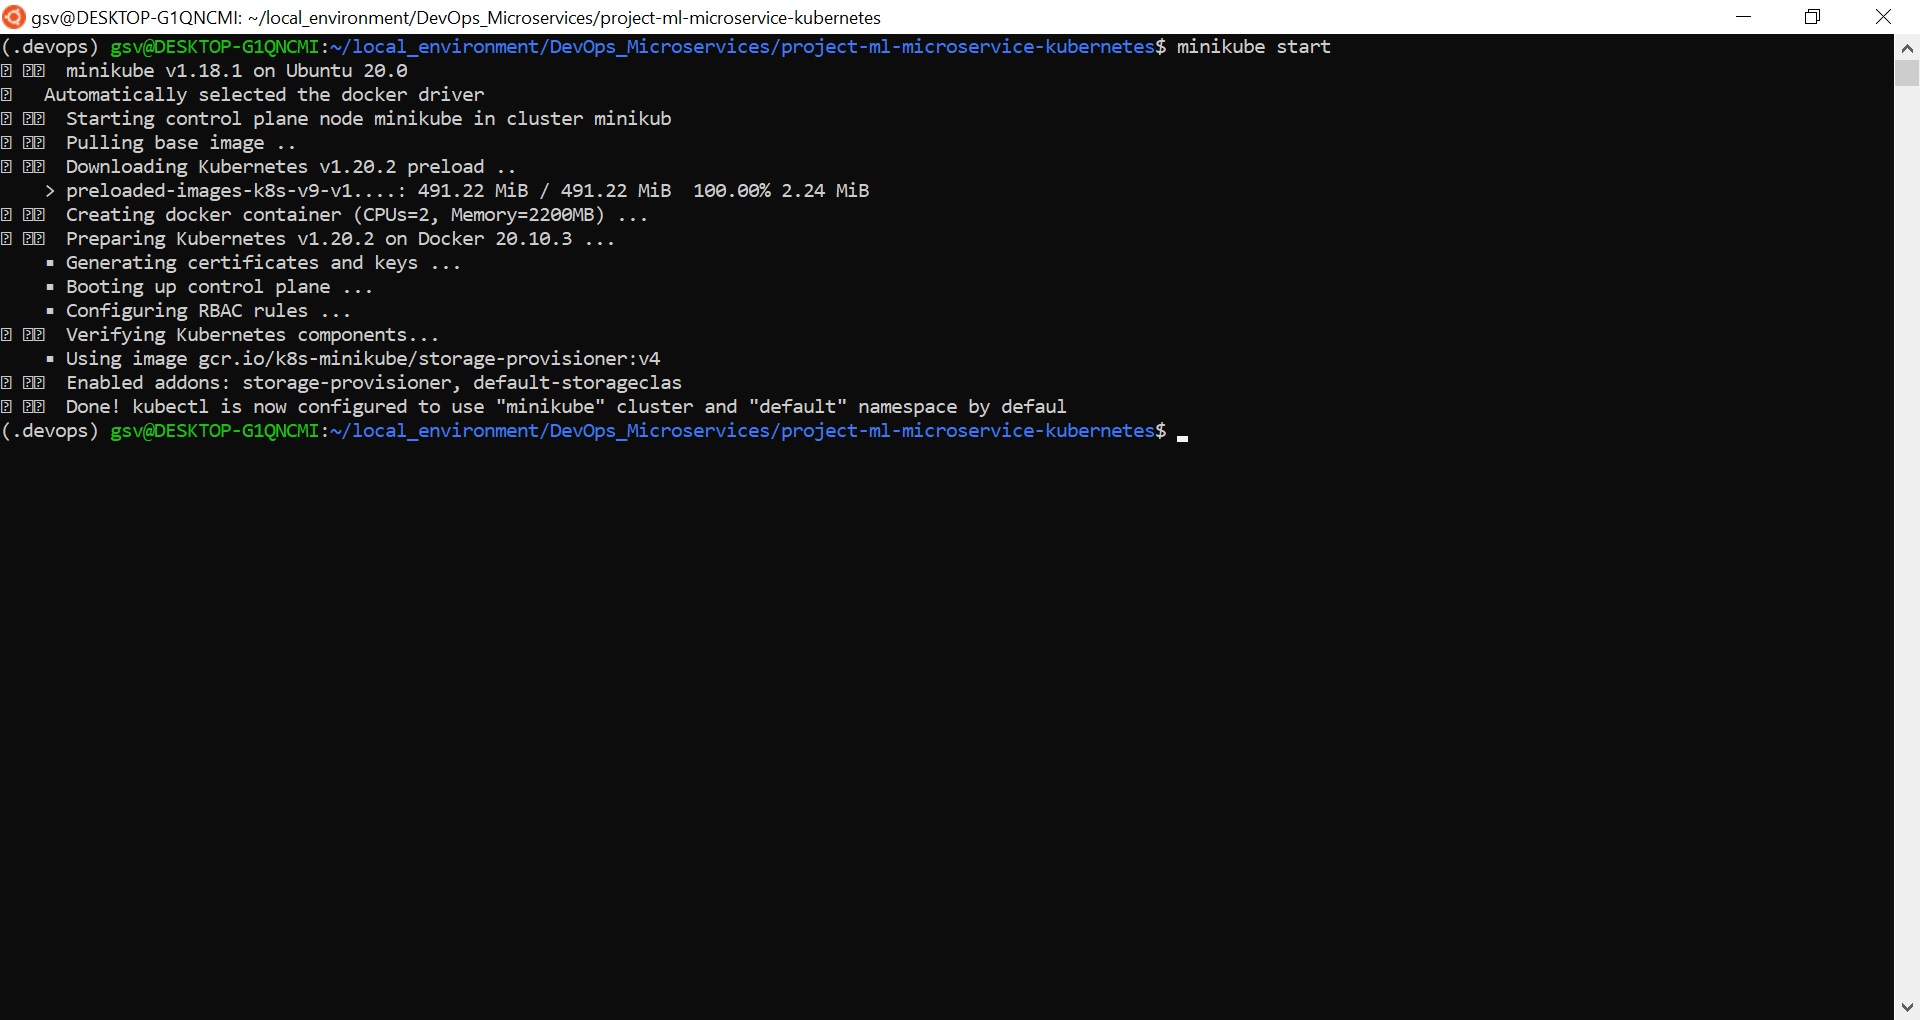 gsv@DESKTOP-G1QNCMI: ~/local_environment/DevOps_Microservices/project-ml-microservice-kubernetes
(.devops) gsv@DESKTOP-G1QNCMI:~/local_environment/DevOps_Microservices/project-ml-microservice-kubernetes$ minikube start
minikube v1.18.1 on Ubuntu 20.0
Automatically selected the docker driver
Starting control plane node minikube in cluster minikub
Pulling base image ..
Downloading Kubernetes v1.20.2 preload ..
> preloaded-images-k8s-v9-v1....: 491.22 MiB / 491.22 MiB  100.00% 2.24 MiB
Creating docker container (CPUs=2, Memory=2200MB) ...
Preparing Kubernetes v1.20.2 on Docker 20.10.3 ...
▪ Generating certificates and keys ...
▪ Booting up control plane ...
▪ Configuring RBAC rules ...
Verifying Kubernetes components...
▪ Using image gcr.io/k8s-minikube/storage-provisioner:v4
Enabled addons: storage-provisioner, default-storageclas
Done! kubectl is now configured to use "minikube" cluster and "default" namespace by defaul
(.devops) gsv@DESKTOP-G1QNCMI:~/local_environment/DevOps_Microservices/project-ml-microservice-kubernetes$